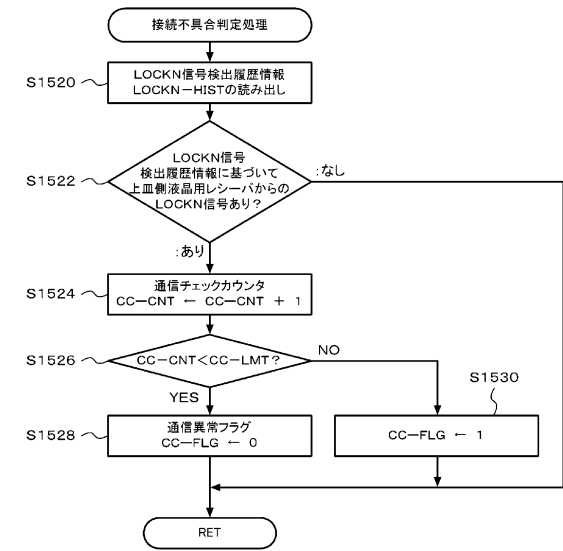 接続不具合判定処理
S1520
LOCKN信号検出履歴情報
LOCKN-HISTの読み出し
S1522
LOCKN信号
検出履歴情報に基づいて
上皿側液晶用レシーバからの
LOCKN信号あり？
:なし
:あり
S1524
通信チェックカウンタ
CC-CNT ← CC-CNT + 1
S1526
CC-CNT<CC-LMT？
NO
YES
S1530
S1528
通信異常フラグ
CC-FLG ← 0
CC-FLG ← 1
RET